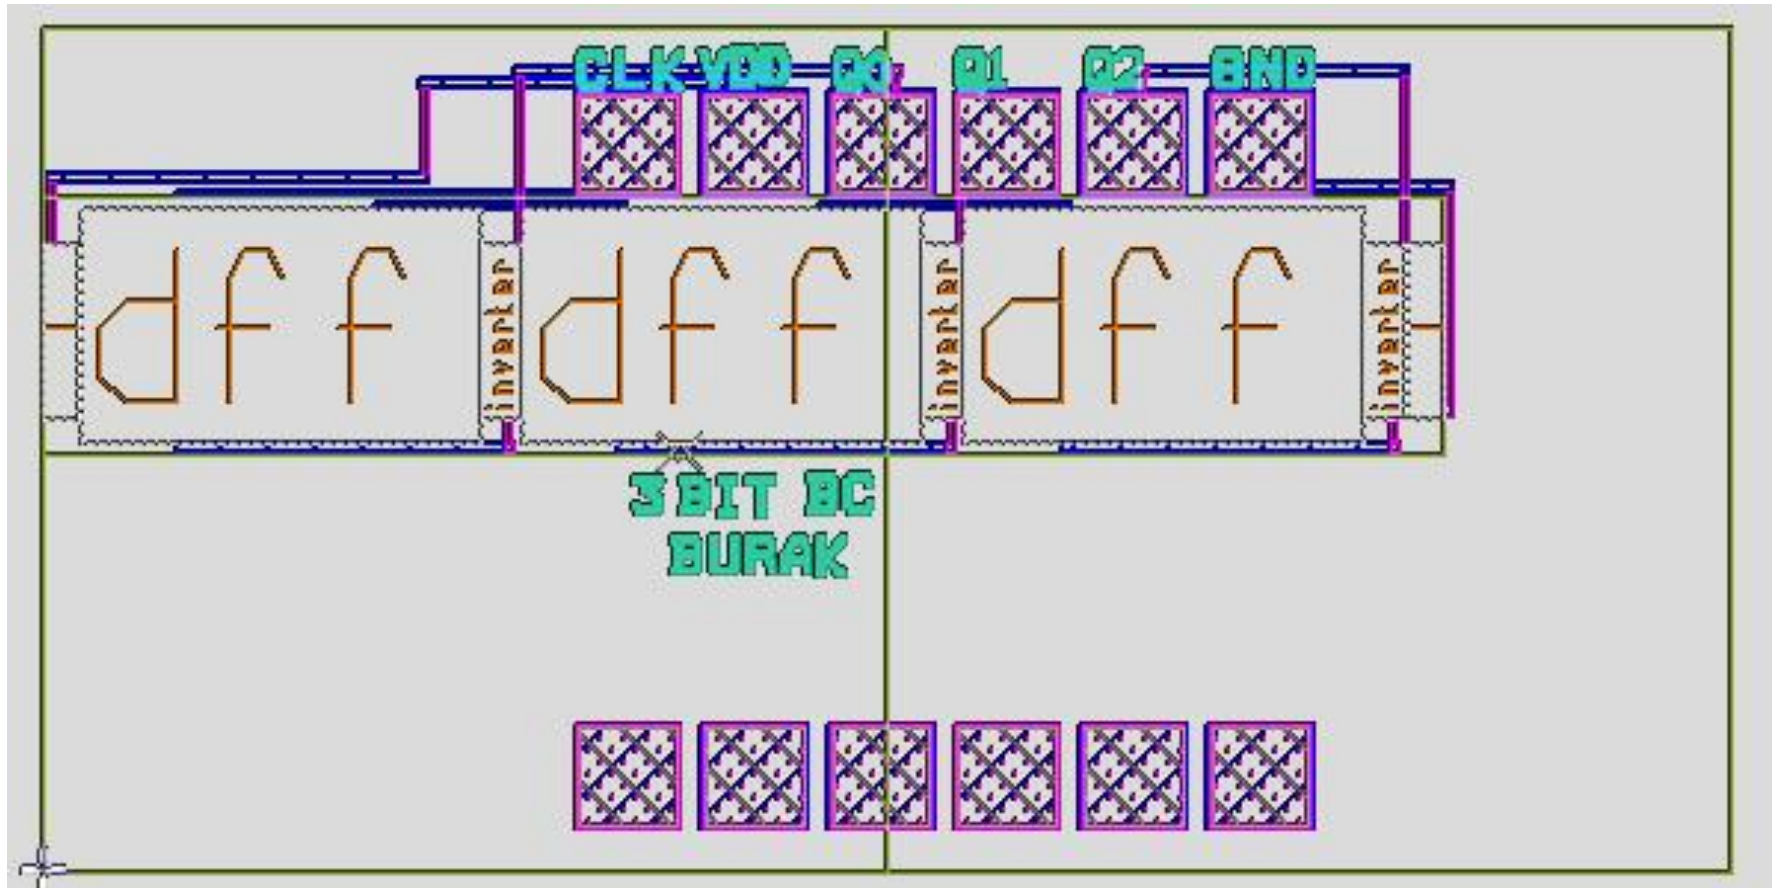 CLK VDD Q0 Q1 Q2 GND
dff inverter dff inverter dff inverter
3 BIT BC
BURAK